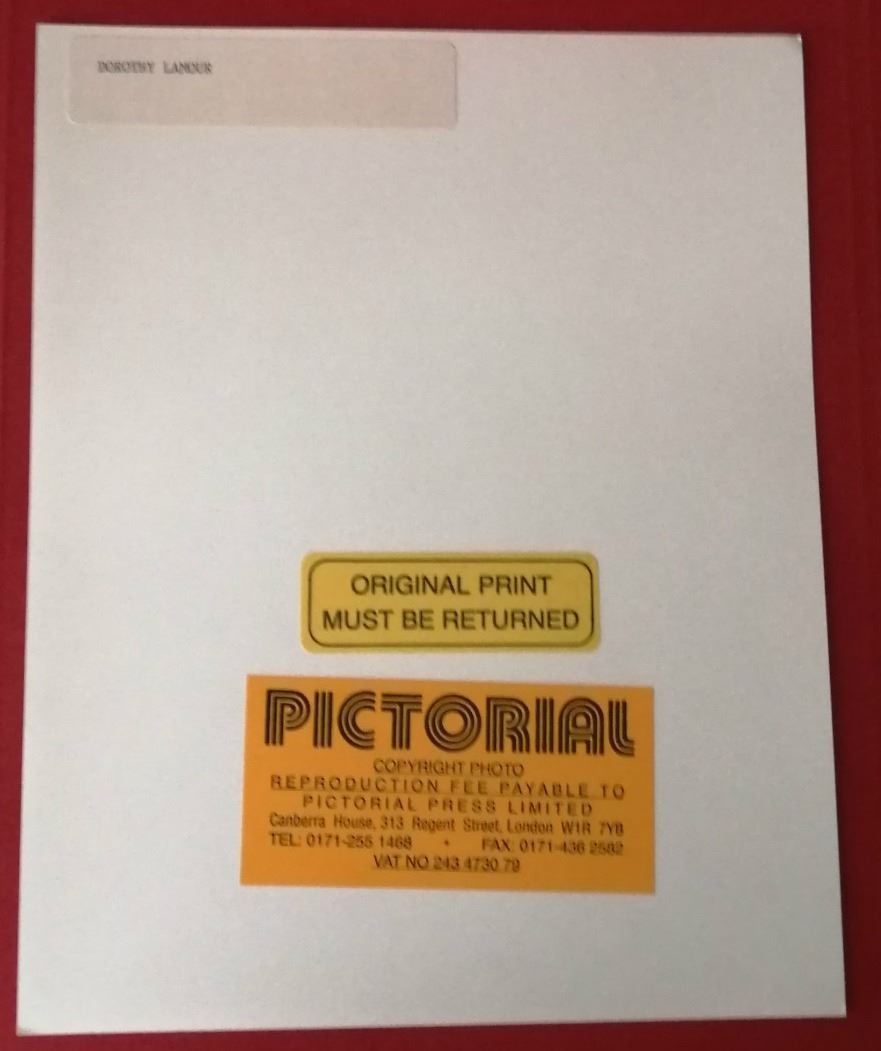 DOROTHY LAMOUR
ORIGINAL PRINT
MUST BE RETURNED
PICTORIAL
COPYRIGHT PHOTO
REPRODUCTION FEE PAYABLE TO
PICTORIAL PRESS LIMITED
Canberra House, 313 Regent Street, London W1R 7YB
TEL: 0171-255 1468 • FAX: 0171-436 2582
VAT NO 243 4730 79